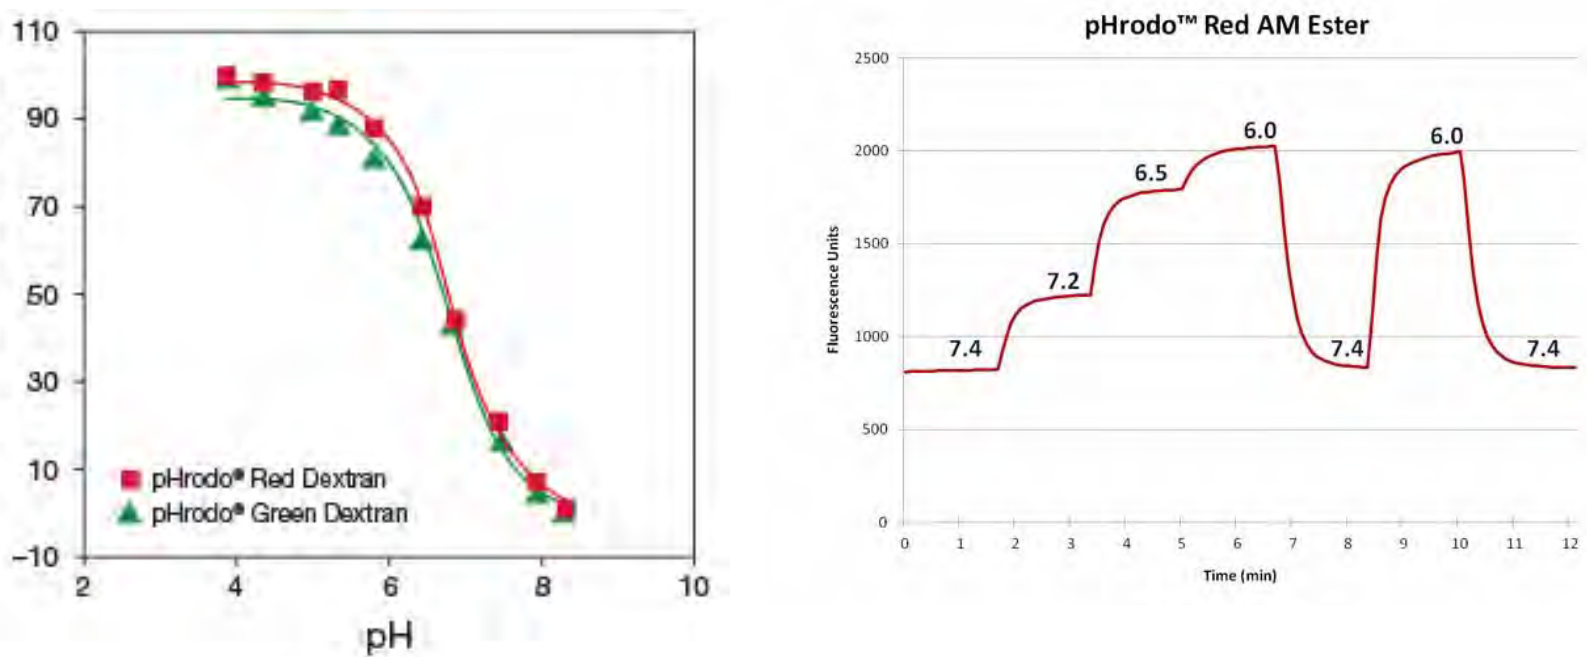 110
90
70
50
30
10
–10
2 4 6 8 10
pH
pHrodo® Red Dextran
pHrodo® Green Dextran
pHrodo™ Red AM Ester
Fluorescence Units
2500
2000
1500
1000
500
0
7.4
7.2
6.5
6.0
7.4
6.0
7.4
0 1 2 3 4 5 6 7 8 9 10 11 12
Time (min)